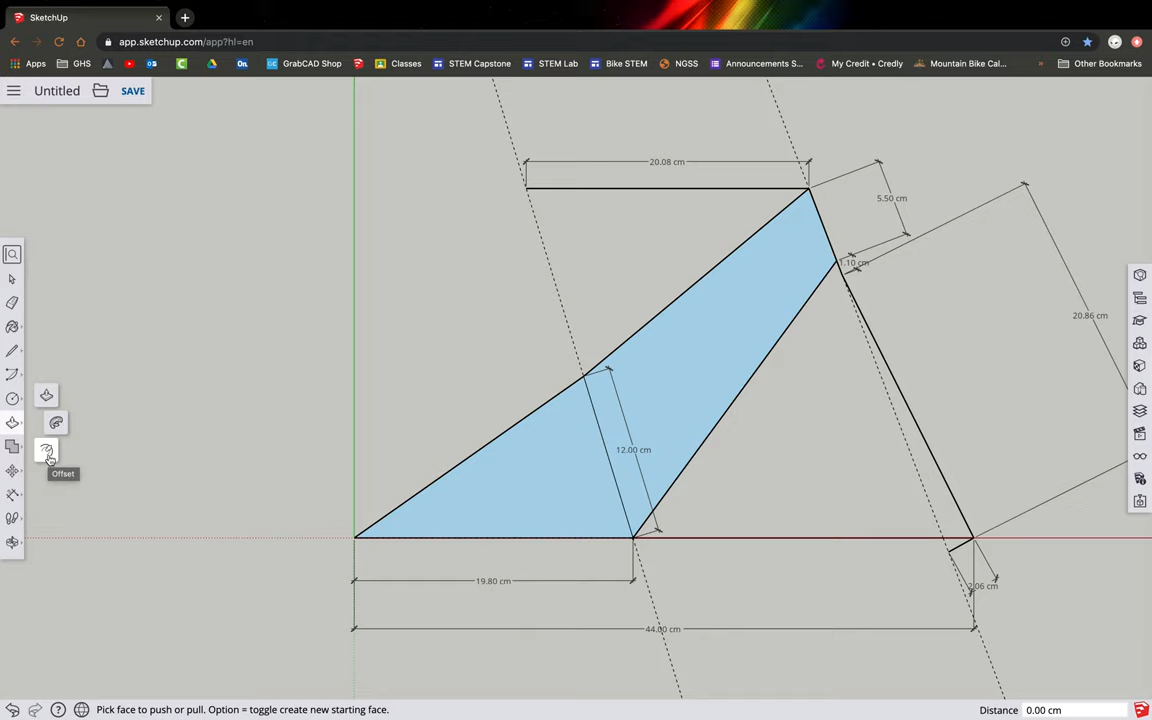 SketchUp
app.sketchup.com/app?hl=en
Apps GHS GrabCAD Shop Classes STEM Capstone STEM Lab Bike STEM NGSS Announcements S... My Credit • Credly Mountain Bike Cal... » Other Bookmarks
Untitled SAVE
20.08 cm
5.50 cm
1.10 cm
20.86 cm
12.00 cm
Offset
19.80 cm
2.06 cm
44.00 cm
Pick face to push or pull. Option = toggle create new starting face. Distance 0.00 cm